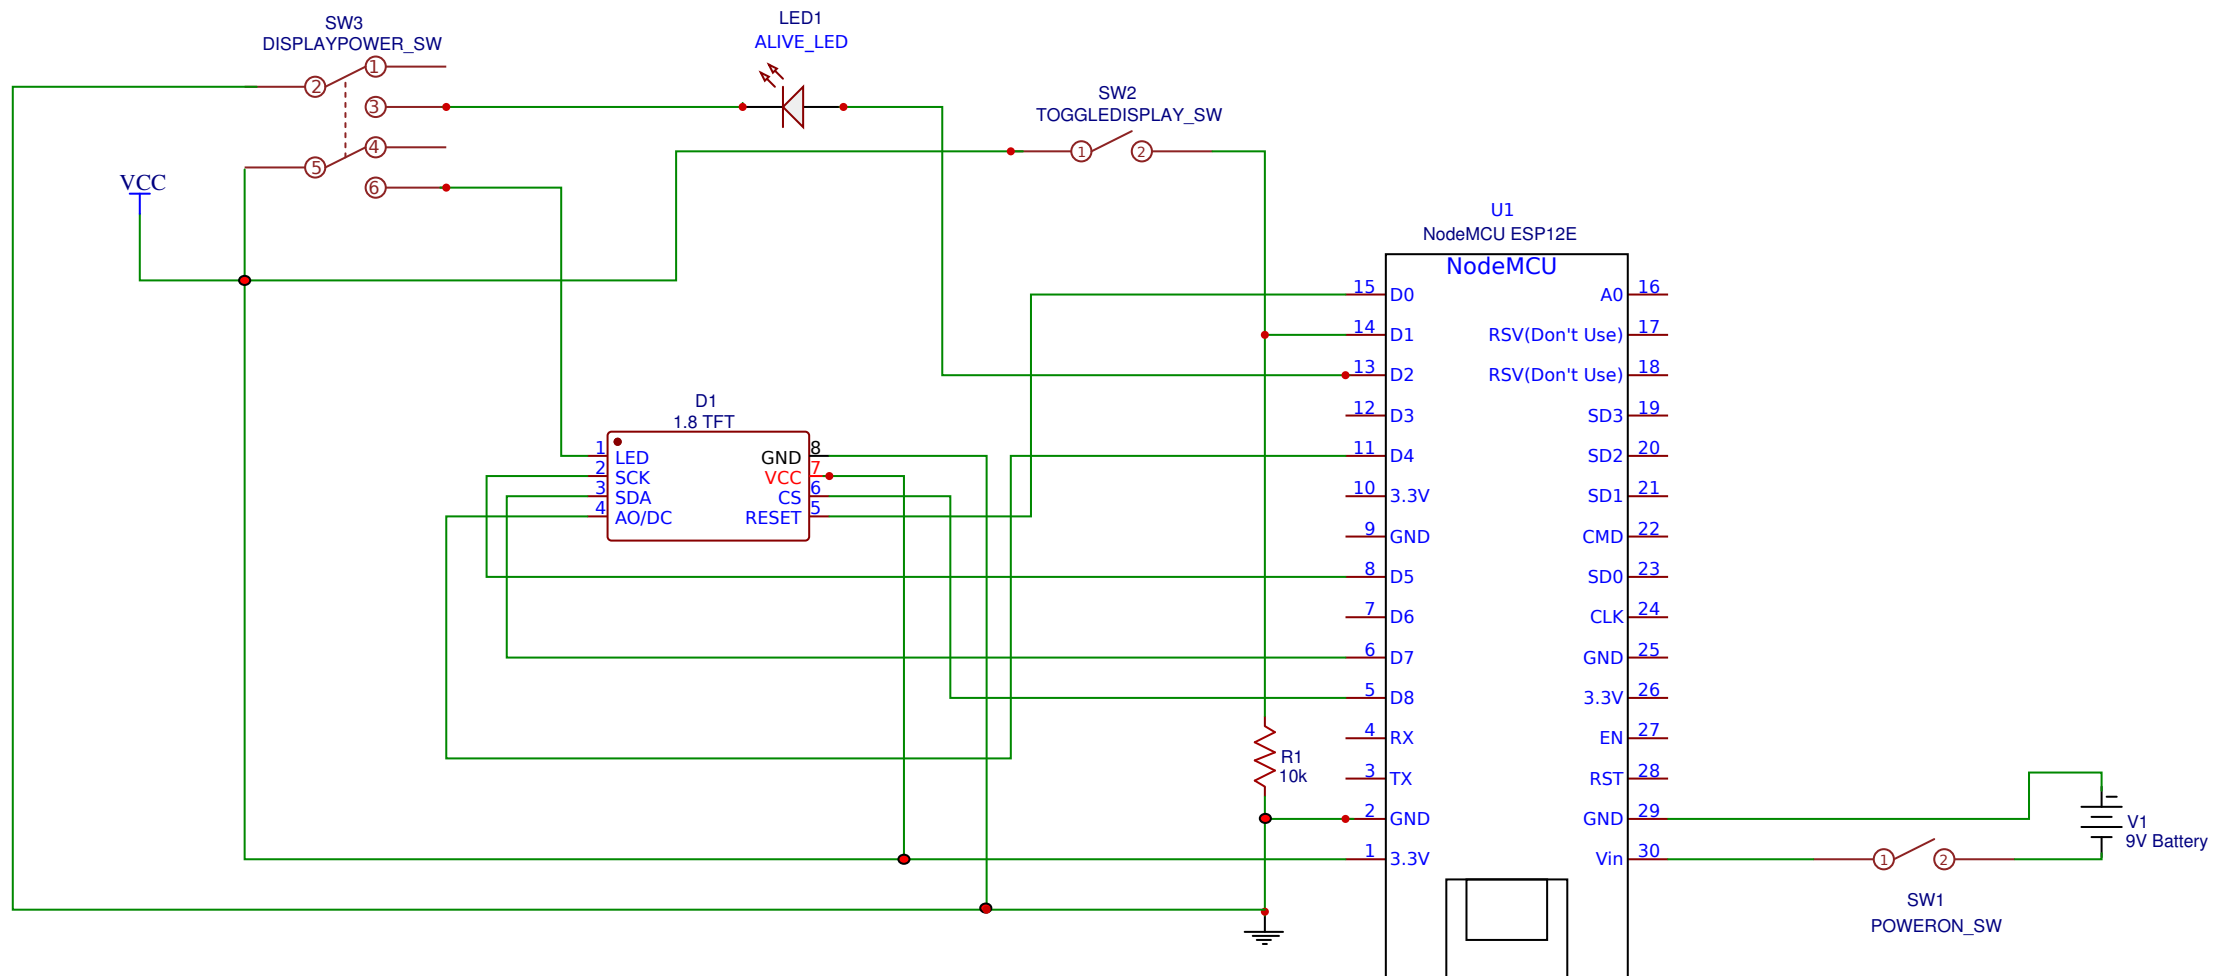 SW3
DISPLAYPOWER_SW
1
2
3
4
5
6
VCC
LED1
ALIVE_LED
SW2
TOGGLEDISPLAY_SW
1
2
U1
NodeMCU ESP12E
NodeMCU
15 D0
14 D1
13 D2
12 D3
11 D4
10 3.3V
9 GND
8 D5
7 D6
6 D7
5 D8
4 RX
3 TX
2 GND
1 3.3V
A0 16
RSV(Don't Use) 17
RSV(Don't Use) 18
SD3 19
SD2 20
SD1 21
CMD 22
SD0 23
CLK 24
GND 25
3.3V 26
EN 27
RST 28
GND 29
Vin 30
D1
1.8 TFT
1 LED
2 SCK
3 SDA
4 AO/DC
GND 8
VCC 7
CS 6
RESET 5
R1
10k
V1
9V Battery
1
2
SW1
POWERON_SW